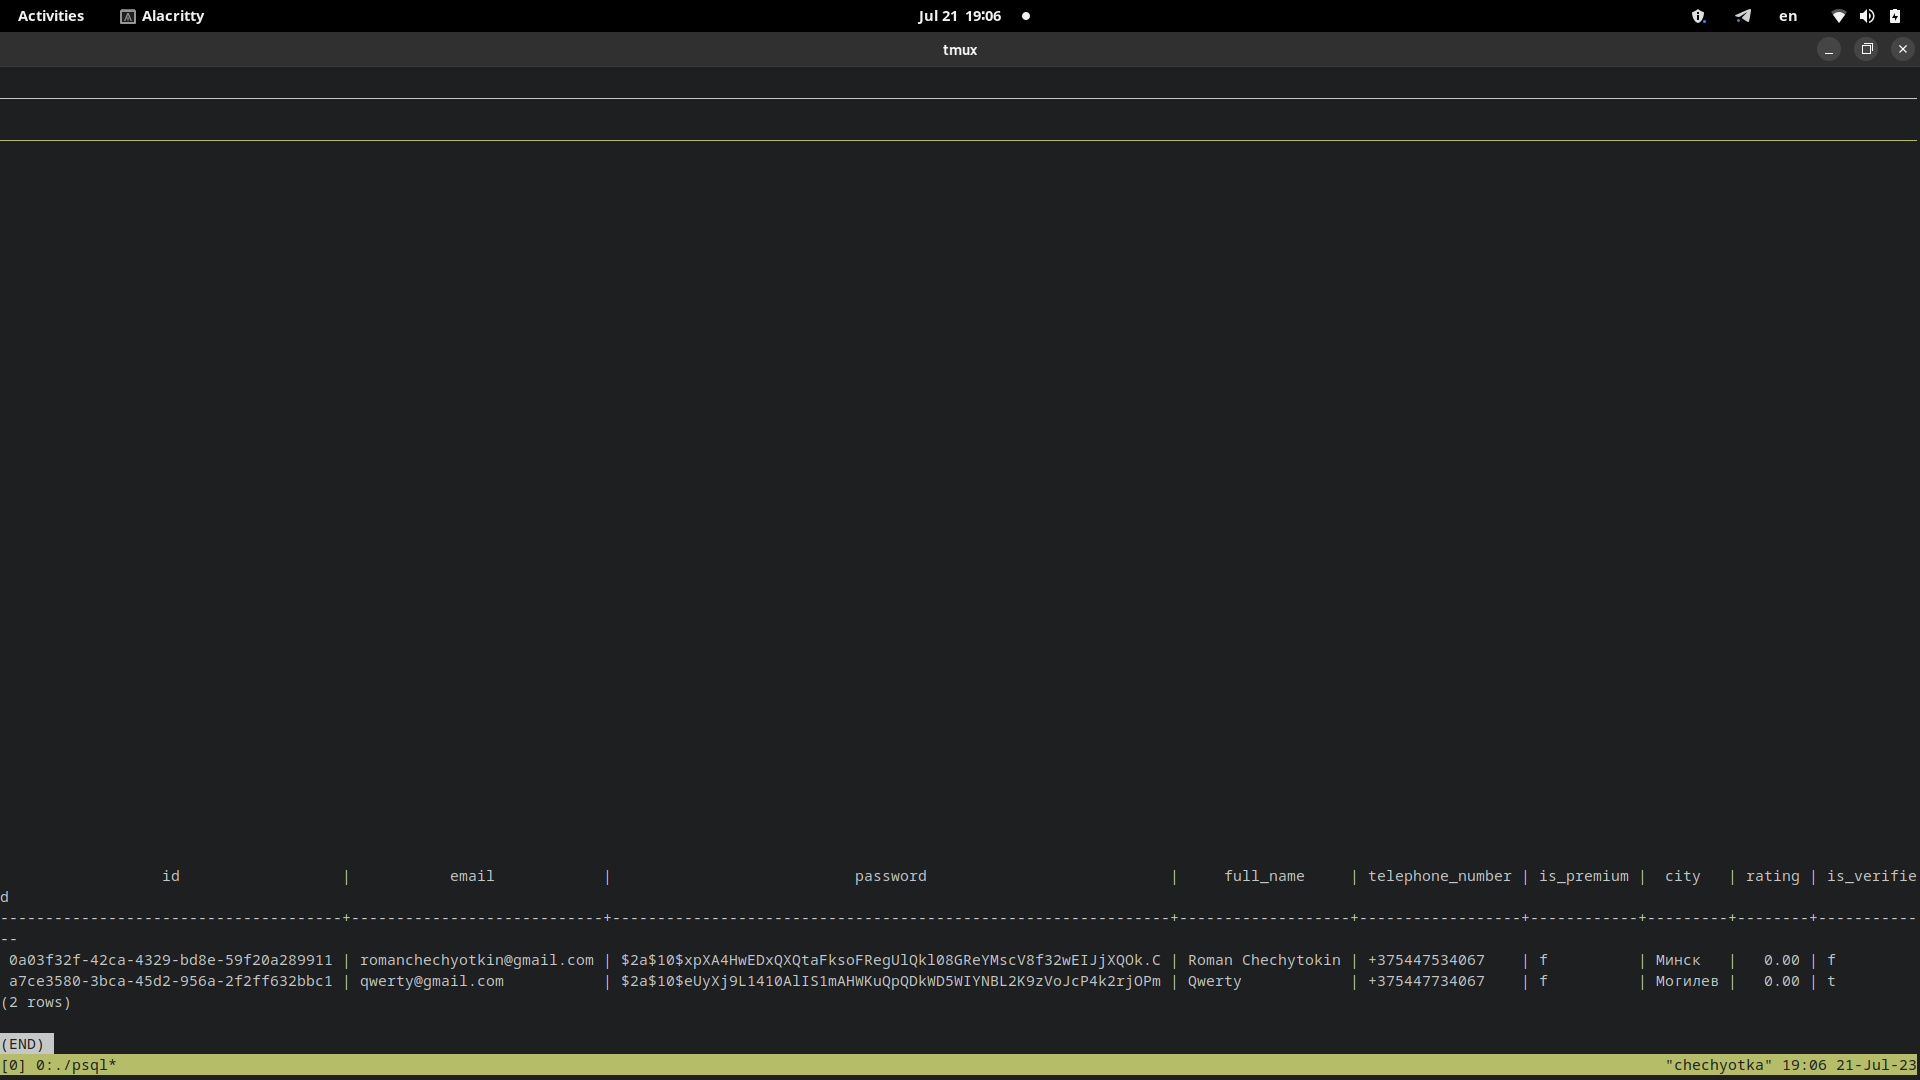 Activities Alacritty Jul 21 19:06 en
tmux
id | email | password | full_name | telephone_number | is_premium | city | rating | is_verifie
d
--------------------------------------+----------------------------+--------------------------------------------------------------+-------------------+------------------+------------+---------+--------+-----------
--
0a03f32f-42ca-4329-bd8e-59f20a289911 | romanchechyotkin@gmail.com | $2a$10$xpXA4HwEDxQXQtaFksoFRegUlQkl08GReYMscV8f32wEIJjXQOk.C | Roman Chechytokin | +375447534067 | f | Минск | 0.00 | f
a7ce3580-3bca-45d2-956a-2f2ff632bbc1 | qwerty@gmail.com | $2a$10$eUyXj9L1410AlIS1mAHWKuQpQDkWD5WIYNBL2K9zVoJcP4k2rjOPm | Qwerty | +375447734067 | f | Могилев | 0.00 | t
(2 rows)
(END)
[0] 0:./psql* "chechyotka" 19:06 21-Jul-23